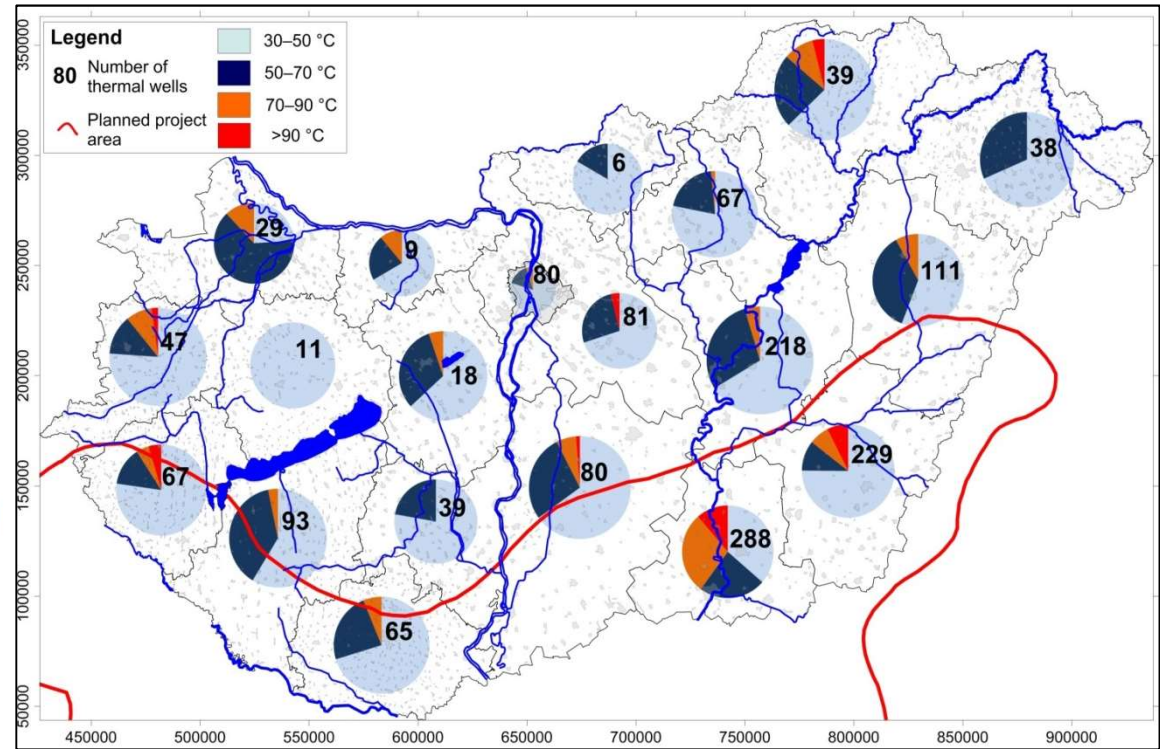 Legend
30–50 °C
80 Number of
thermal wells
50–70 °C
70–90 °C
Planned project
area
>90 °C
39
6
38
67
29
9
80
111
81
47
11
18
218
67
80
229
93
39
288
65
350000
300000
250000
200000
150000
100000
50000
450000 500000 550000 600000 650000 700000 750000 800000 850000 900000